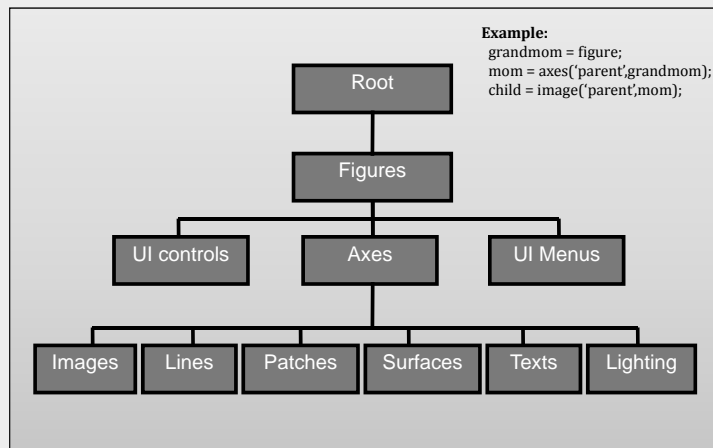 Example:
grandmom = figure;
mom = axes(‘parent’,grandmom);
child = image(‘parent’,mom);
Root
Figures
UI controls
Axes
UI Menus
Images
Lines
Patches
Surfaces
Texts
Lighting